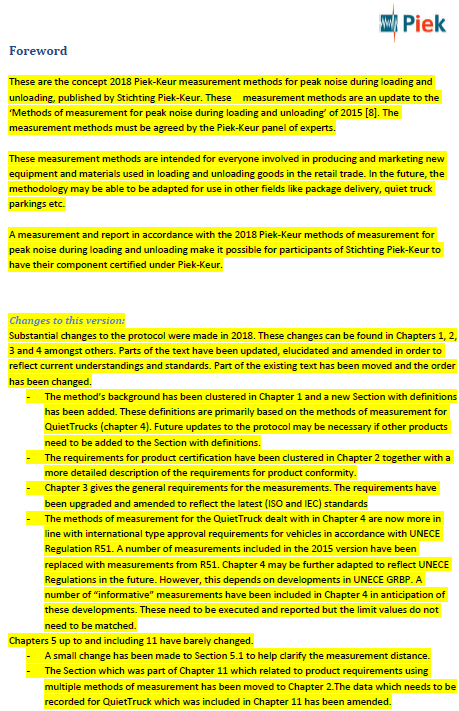 Piek
Foreword
These are the concept 2018 Piek-Keur measurement methods for peak noise during loading and
unloading, published by Stichting Piek-Keur. These measurement methods are an update to the
‘Methods of measurement for peak noise during loading and unloading’ of 2015 [8]. The
measurement methods must be agreed by the Piek-Keur panel of experts.
These measurement methods are intended for everyone involved in producing and marketing new
equipment and materials used in loading and unloading goods in the retail trade. In the future, the
methodology may be able to be adapted for use in other fields like package delivery, quiet truck
parkings etc.
A measurement and report in accordance with the 2018 Piek-Keur methods of measurement for
peak noise during loading and unloading make it possible for participants of Stichting Piek-Keur to
have their component certified under Piek-Keur.
Changes to this version:
Substantial changes to the protocol were made in 2018. These changes can be found in Chapters 1, 2,
3 and 4 amongst others. Parts of the text have been updated, elucidated and amended in order to
reflect current understandings and standards. Part of the existing text has been moved and the order
has been changed.
- The method's background has been clustered in Chapter 1 and a new Section with definitions
has been added. These definitions are primarily based on the methods of measurement for
QuietTrucks (chapter 4). Future updates to the protocol may be necessary if other products
need to be added to the Section with definitions.
- The requirements for product certification have been clustered in Chapter 2 together with a
more detailed description of the requirements for product conformity.
- Chapter 3 gives the general requirements for the measurements. The requirements have
been upgraded and amended to reflect the latest (ISO and IEC) standards
- The methods of measurement for the QuietTruck dealt with in Chapter 4 are now more in
line with international type approval requirements for vehicles in accordance with UNECE
Regulation R51. A number of measurements included in the 2015 version have been
replaced with measurements from R51. Chapter 4 may be further adapted to reflect UNECE
Regulations in the future. However, this depends on developments in UNECE GRBP. A
number of “informative” measurements have been included in Chapter 4 in anticipation of
these developments. These need to be executed and reported but the limit values do not
need to be matched.
Chapters 5 up to and including 11 have barely changed.
- A small change has been made to Section 5.1 to help clarify the measurement distance.
- The Section which was part of Chapter 11 which related to product requirements using
multiple methods of measurement has been moved to Chapter 2.The data which needs to be
recorded for QuietTruck which was included in Chapter 11 has been amended.